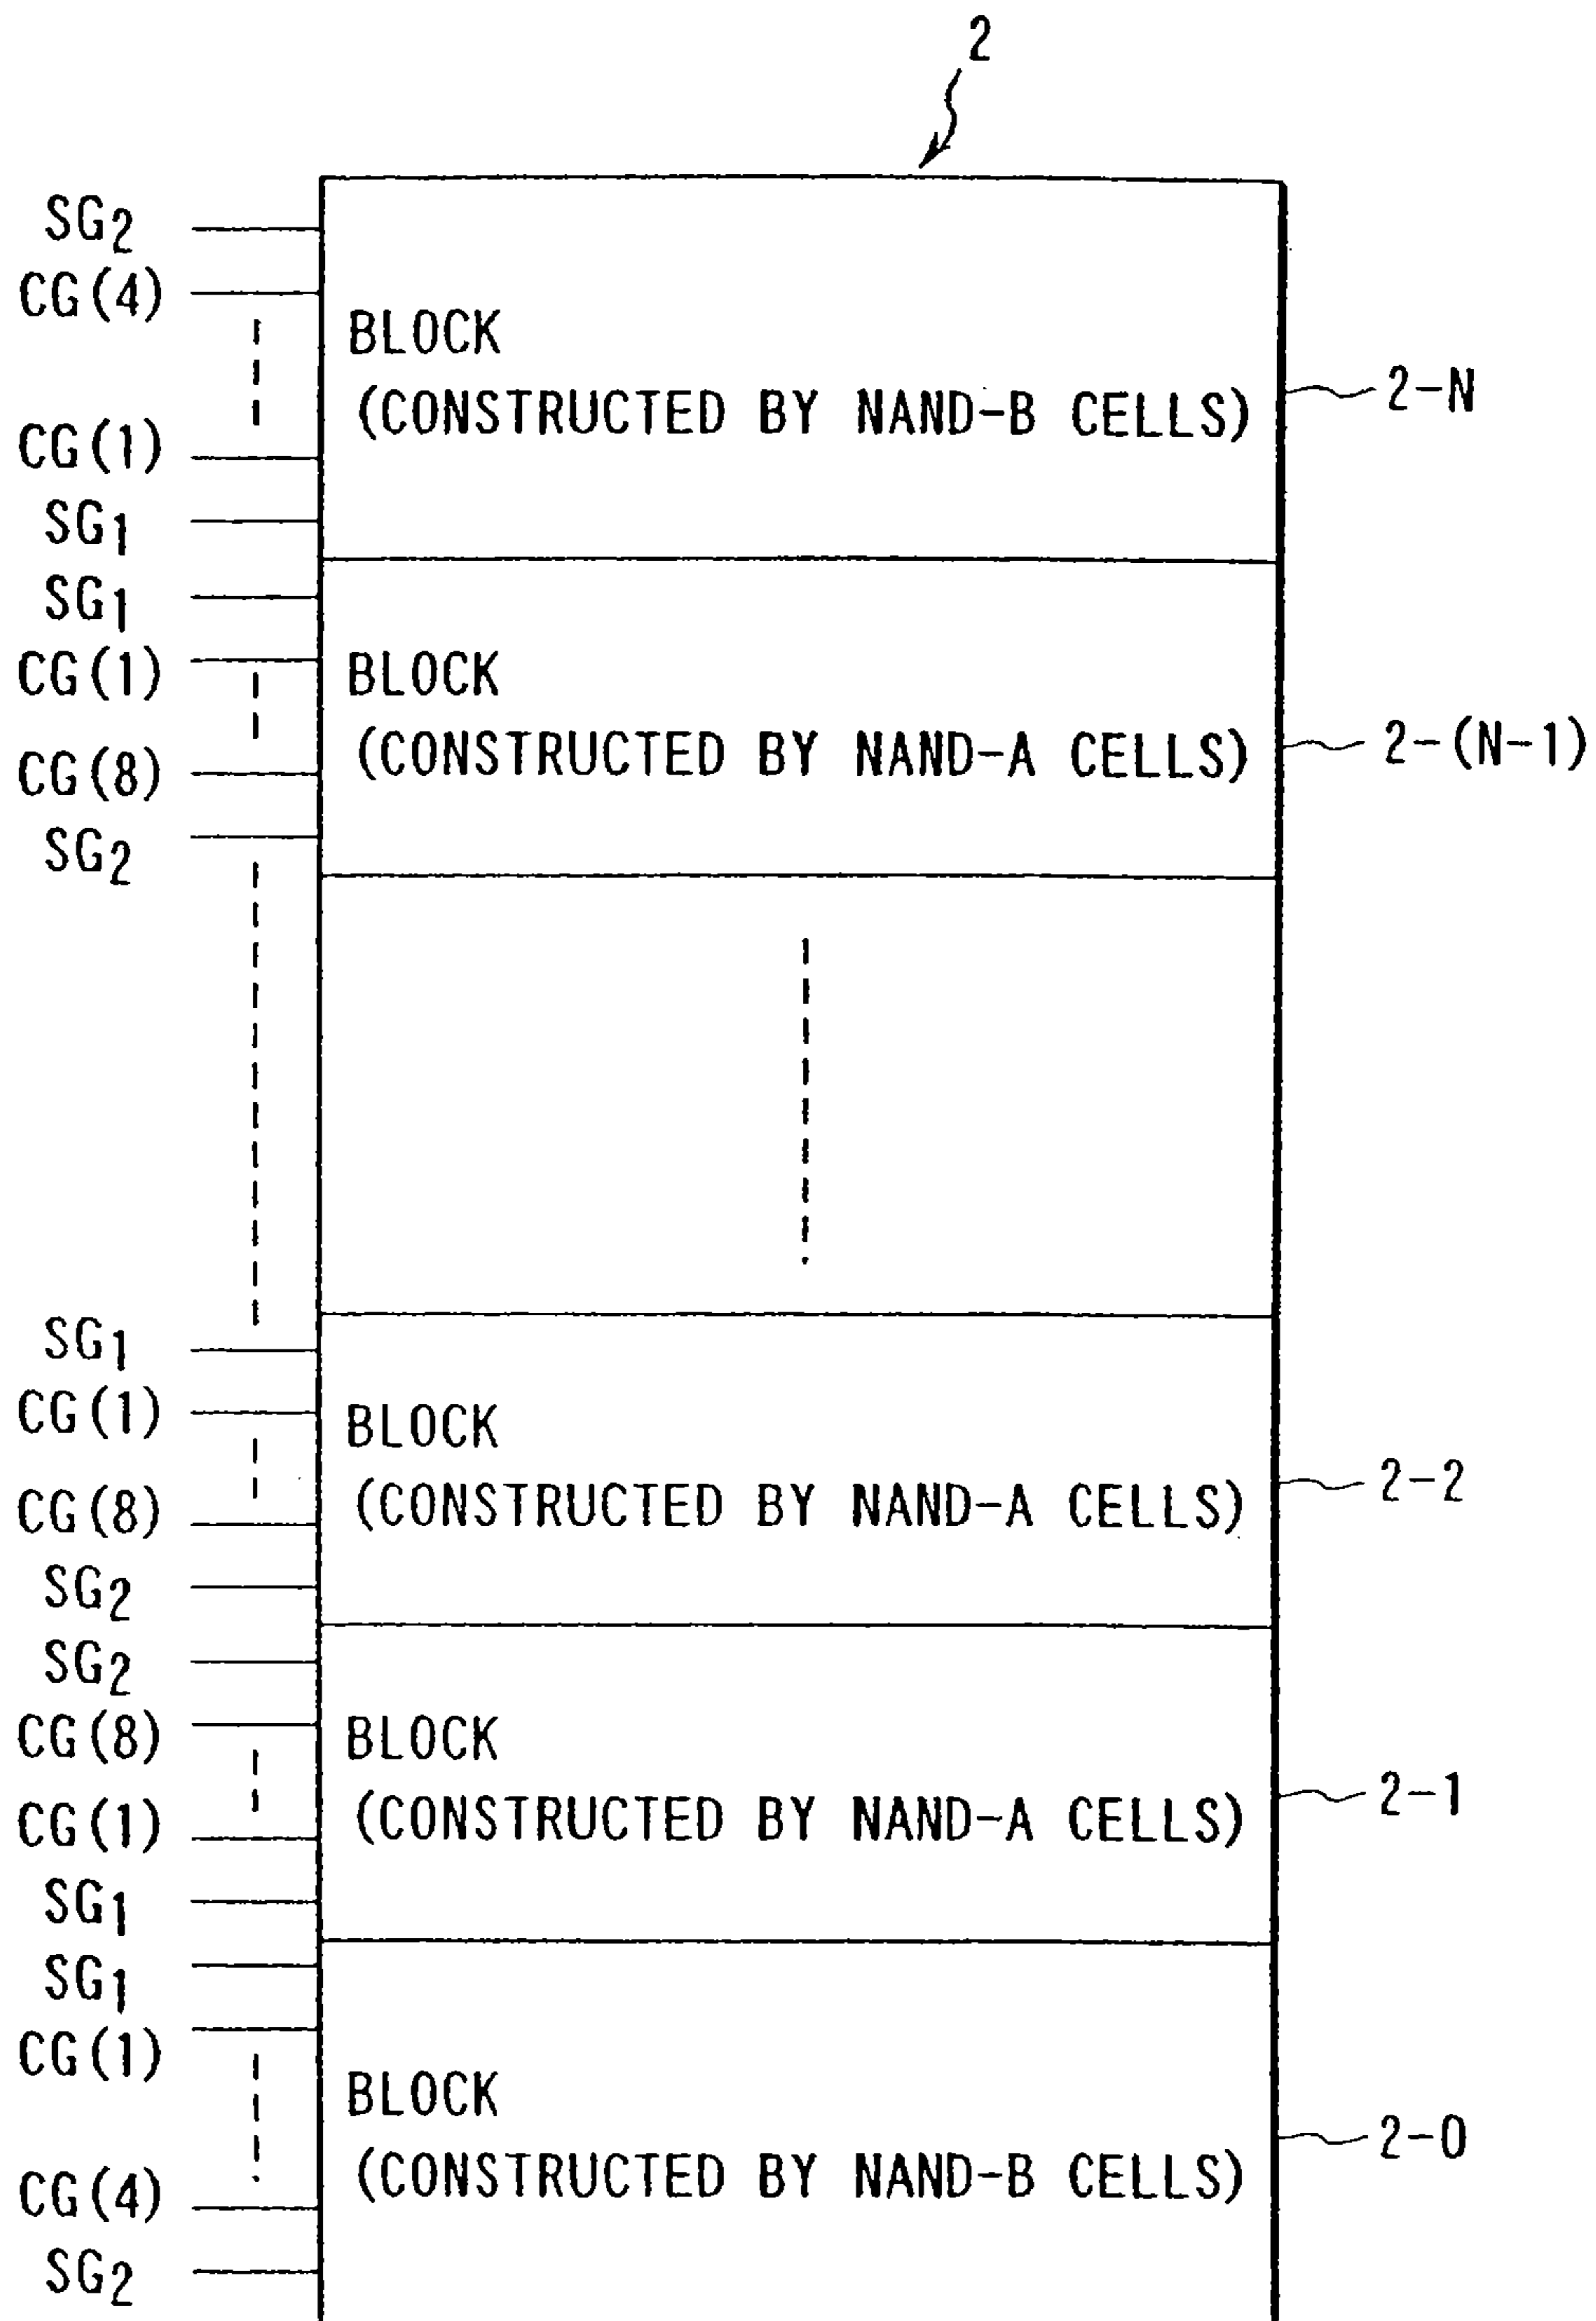 2
SG2
CG(4)
BLOCK
(CONSTRUCTED BY NAND-B CELLS)
2-N
CG(1)
SG1
SG1
CG(1)
BLOCK
(CONSTRUCTED BY NAND-A CELLS)
2-(N-1)
CG(8)
SG2
SG1
CG(1)
BLOCK
(CONSTRUCTED BY NAND-A CELLS)
2-2
CG(8)
SG2
SG2
CG(8)
BLOCK
(CONSTRUCTED BY NAND-A CELLS)
2-1
CG(1)
SG1
SG1
CG(1)
BLOCK
(CONSTRUCTED BY NAND-B CELLS)
2-0
CG(4)
SG2